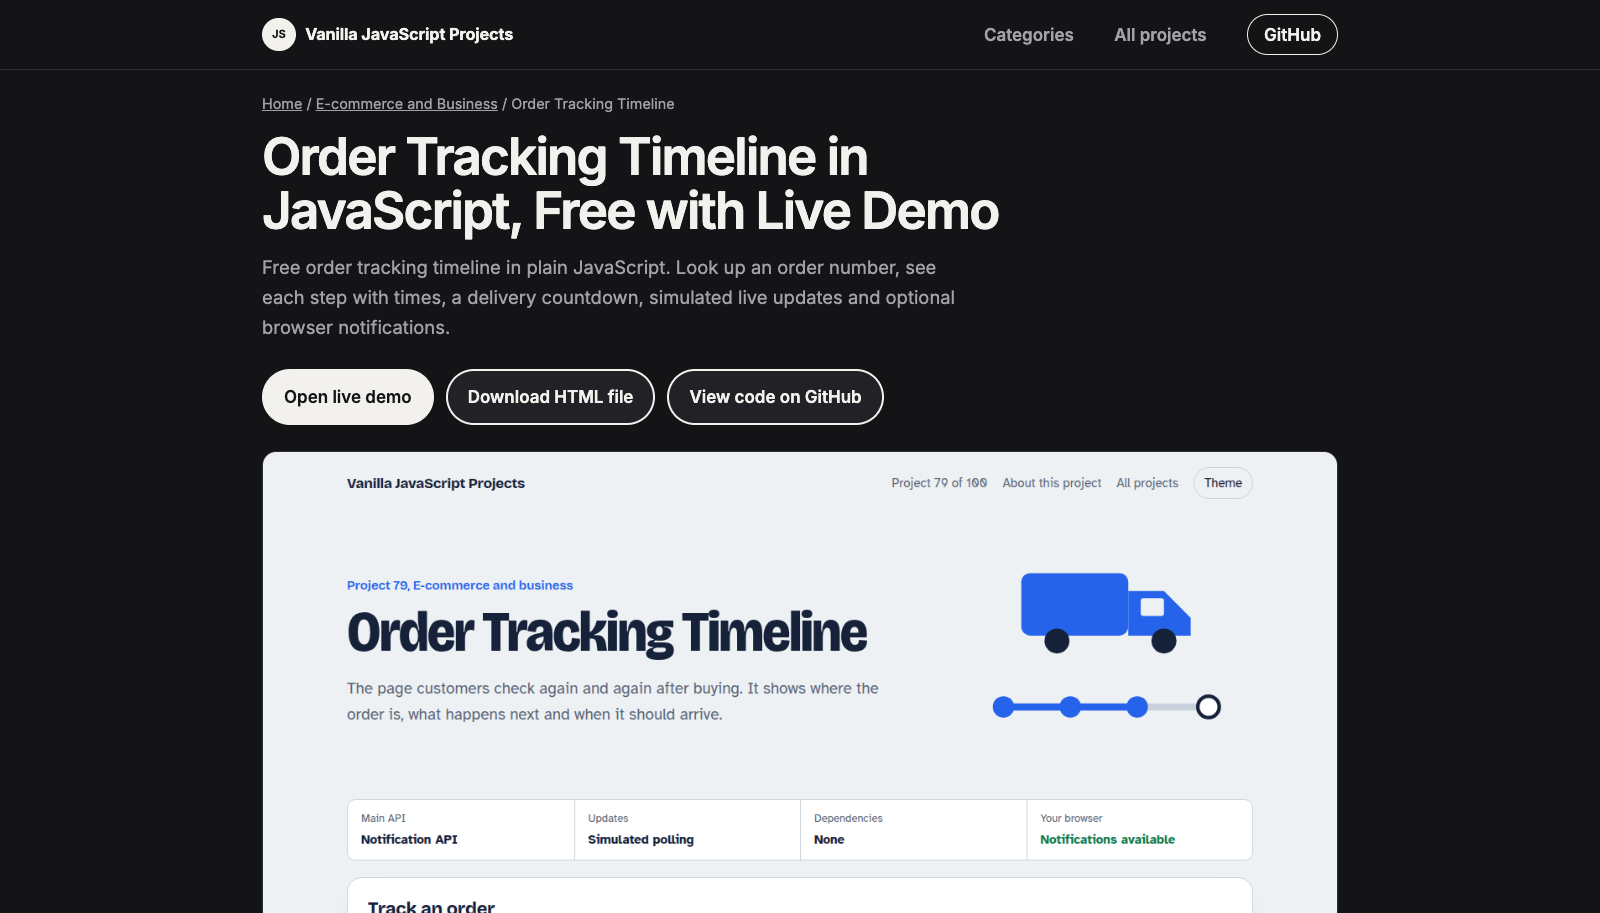 JS
Vanilla JavaScript Projects
Categories
All projects
GitHub
Home / E-commerce and Business / Order Tracking Timeline
Order Tracking Timeline in
JavaScript, Free with Live Demo
Free order tracking timeline in plain JavaScript. Look up an order number, see
each step with times, a delivery countdown, simulated live updates and optional
browser notifications.
Open live demo
Download HTML file
View code on GitHub
Vanilla JavaScript Projects
Project 79 of 100
About this project
All projects
Theme
Project 79, E-commerce and business
Order Tracking Timeline
The page customers check again and again after buying. It shows where the
order is, what happens next and when it should arrive.
Main API
Notification API
Updates
Simulated polling
Dependencies
None
Your browser
Notifications available
Track an order